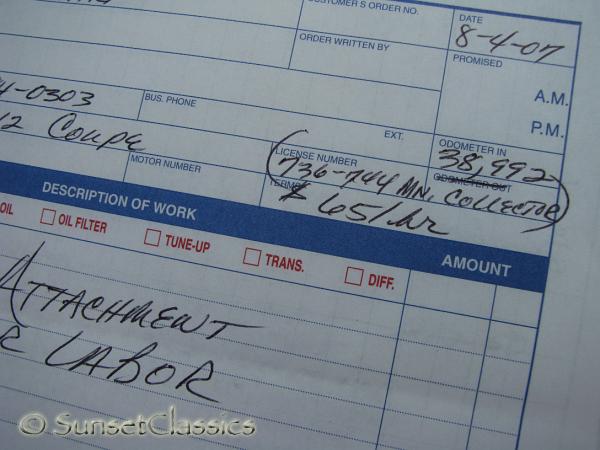 CUSTOMER'S ORDER NO.
DATE
8-4-07
ORDER WRITTEN BY
PROMISED
A.M.
P.M.
4-0303
BUS. PHONE
EXT.
12 COUPE
MOTOR NUMBER
LICENSE NUMBER
736-744 MN. COLLECTOR
ODOMETER IN
38,992
ODOMETER OUT
TERMS
$65/hr
DESCRIPTION OF WORK
AMOUNT
OIL
OIL FILTER
TUNE-UP
TRANS.
DIFF.
ATTACHMENT
R LABOR
© SunsetClassics